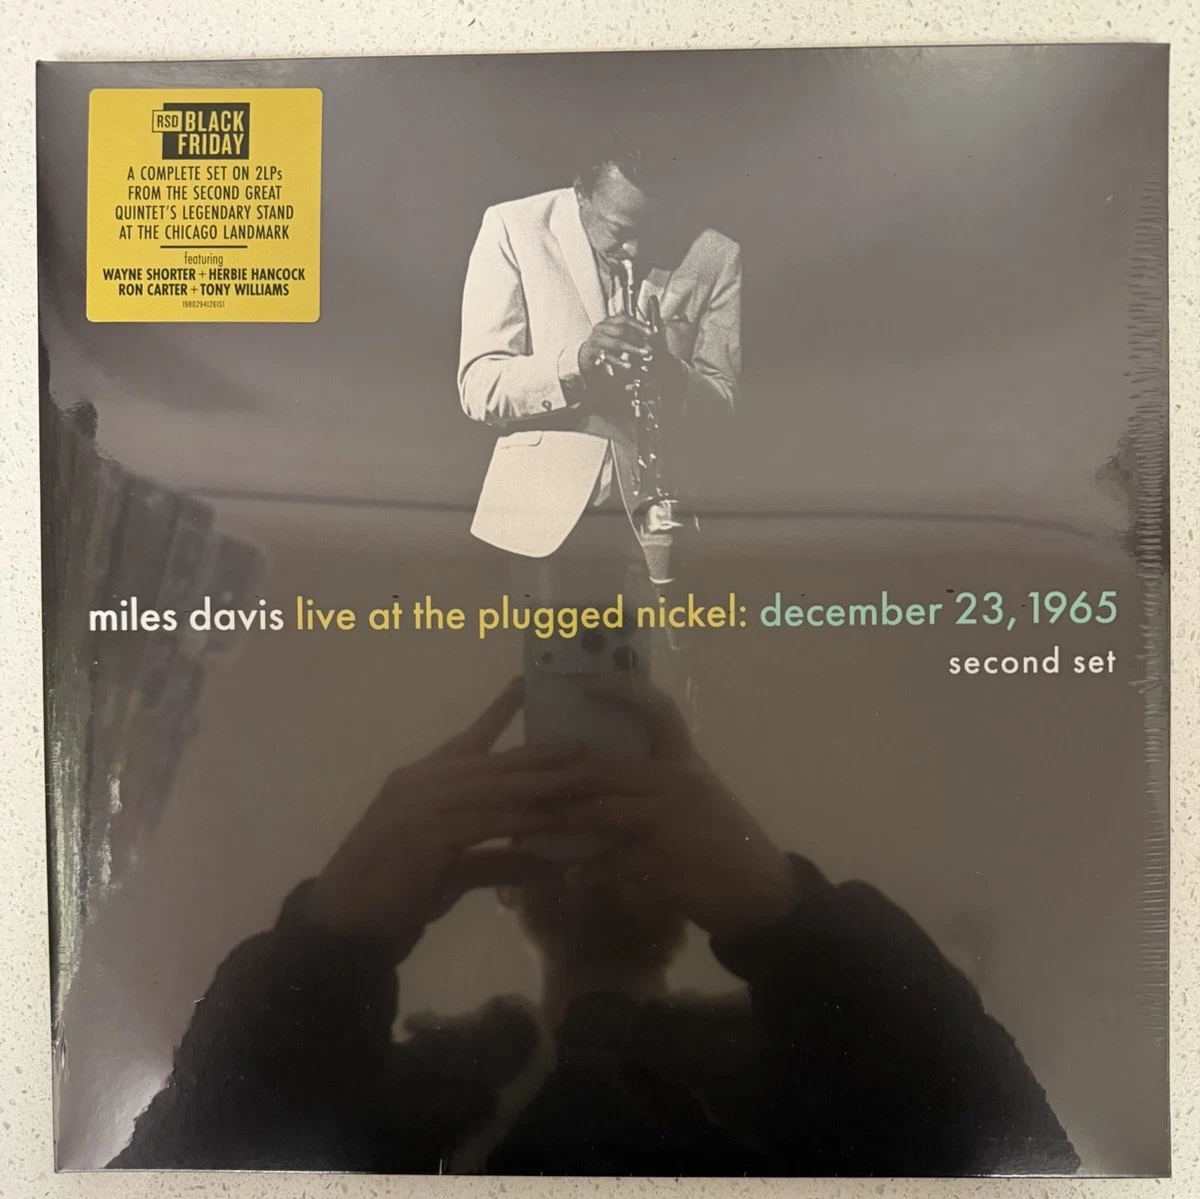 RSD BLACK
FRIDAY
A COMPLETE SET ON 2LPs
FROM THE SECOND GREAT
QUINTET'S LEGENDARY STAND
AT THE CHICAGO LANDMARK
featuring
WAYNE SHORTER + HERBIE HANCOCK
RON CARTER + TONY WILLIAMS
19802941261S1
miles davis live at the plugged nickel: december 23, 1965
second set